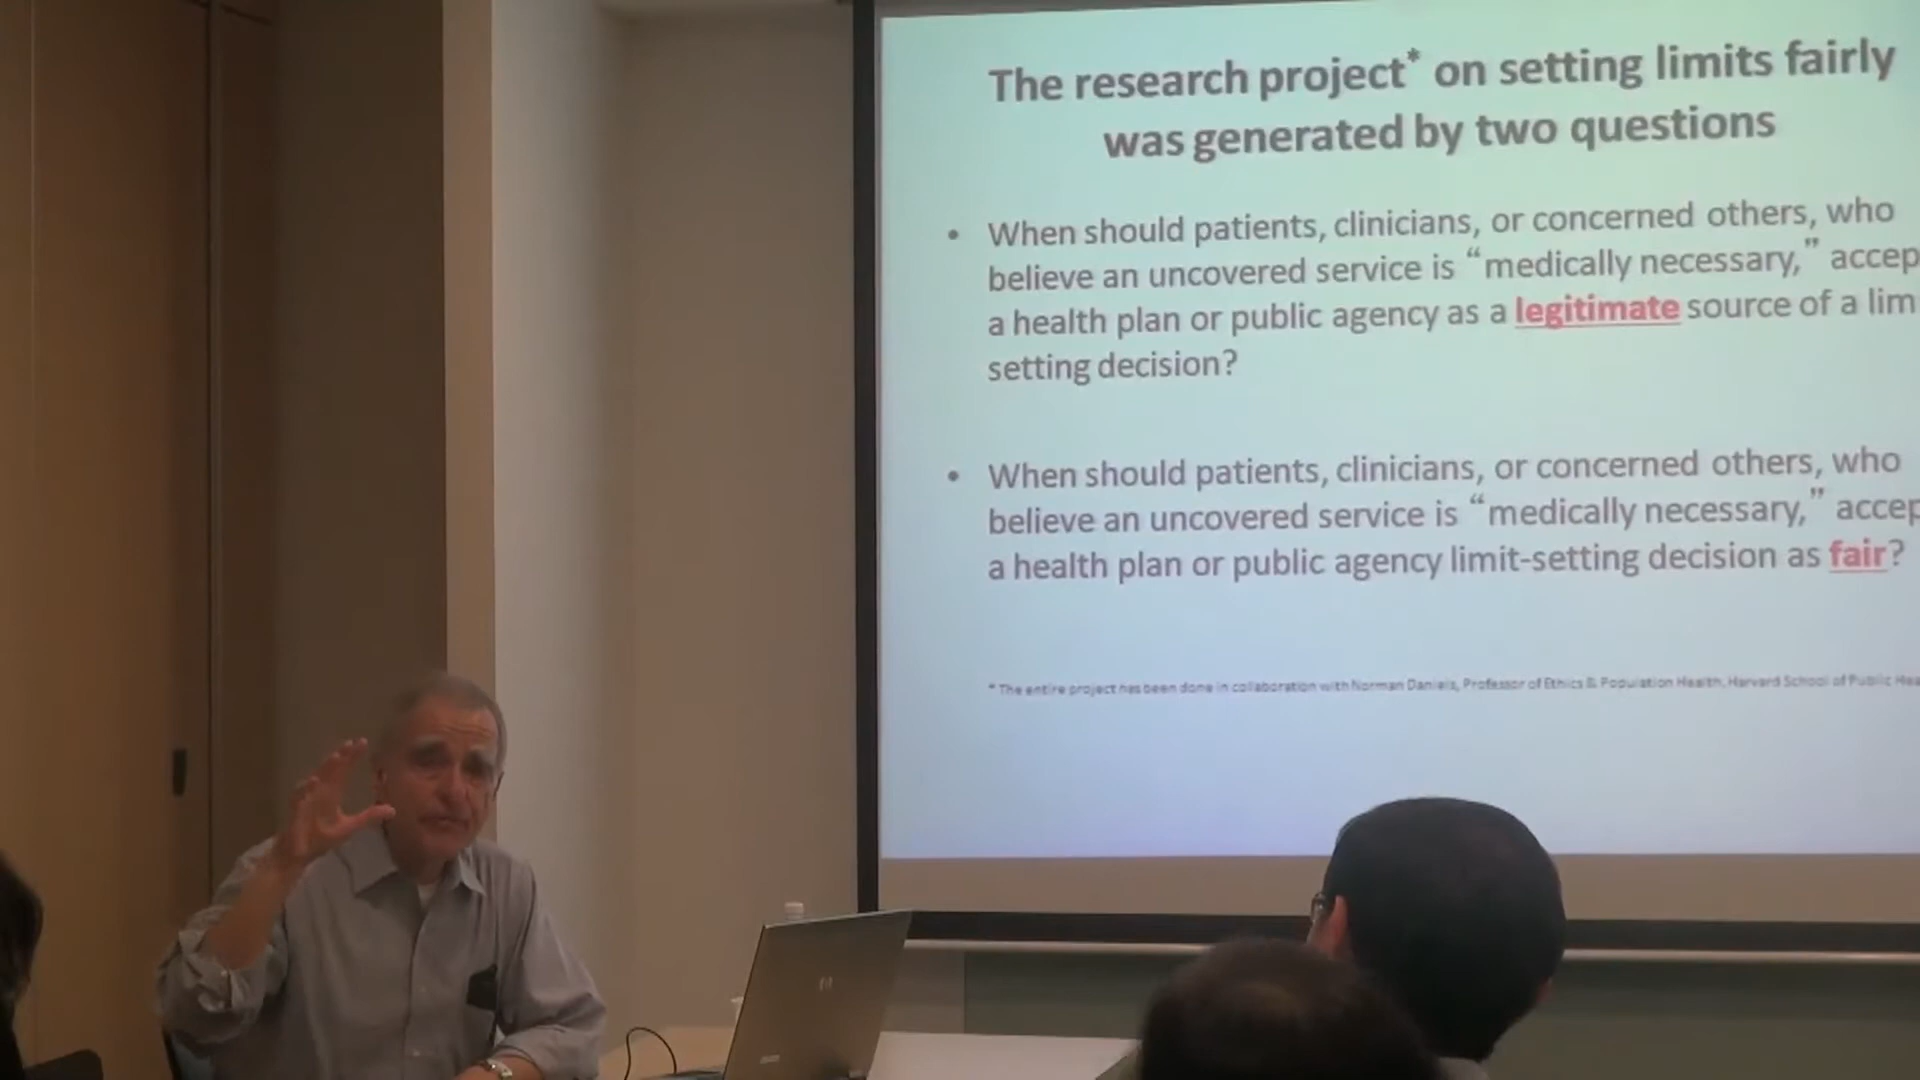 The research project* on setting limits fairly
was generated by two questions
• When should patients, clinicians, or concerned others, who
believe an uncovered service is “medically necessary,” accep
a health plan or public agency as a legitimate source of a lim
setting decision?
• When should patients, clinicians, or concerned others, who
believe an uncovered service is “medically necessary,” accep
a health plan or public agency limit-setting decision as fair?
* The entire project has been done in collaboration with Norman Daniels, Professor of Ethics & Population Health, Harvard School of Public Hea
hp